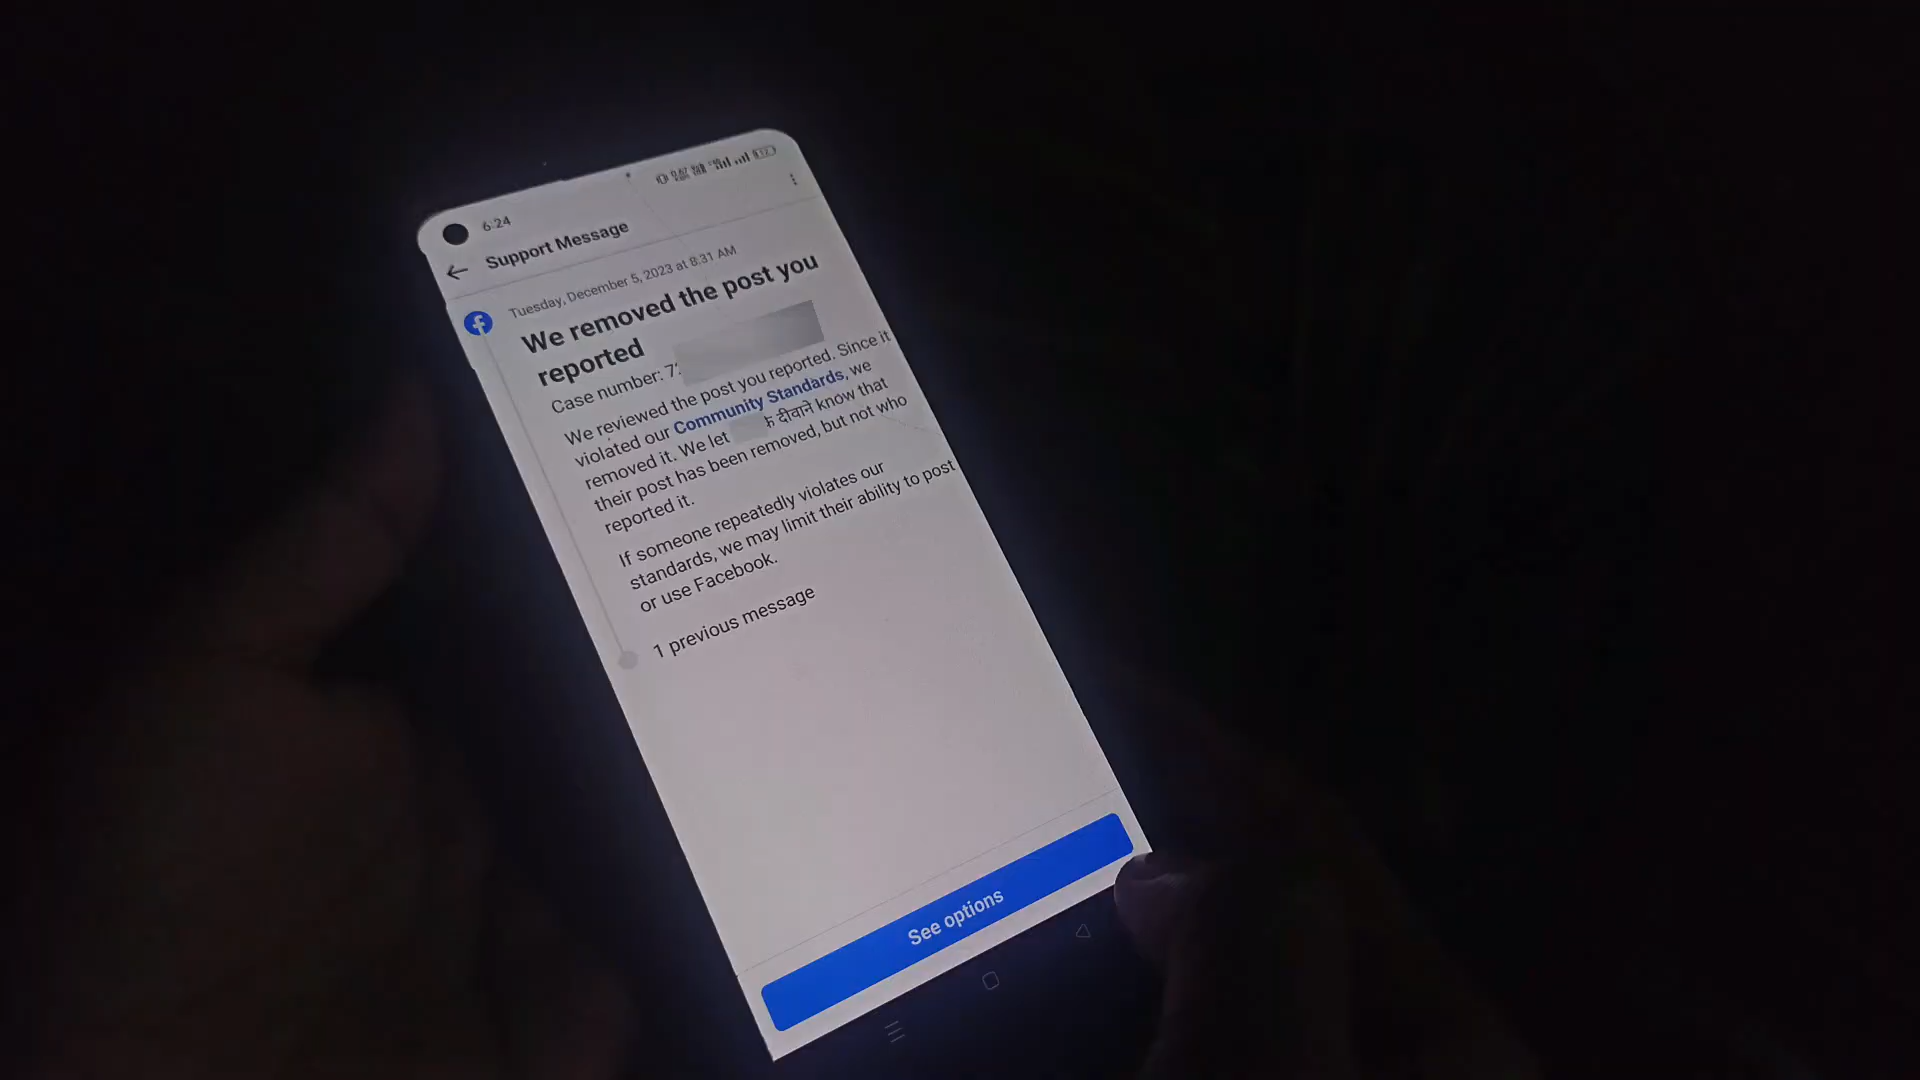 6:24
Support Message
Tuesday, December 5, 2023 at 8:31 AM
We removed the post you
reported
Case number: 7
We reviewed the post you reported. Since it
violated our Community Standards, we
removed it. We let दीवाने know that
their post has been removed, but not who
reported it.
If someone repeatedly violates our
standards, we may limit their ability to post
or use Facebook.
1 previous message
See options